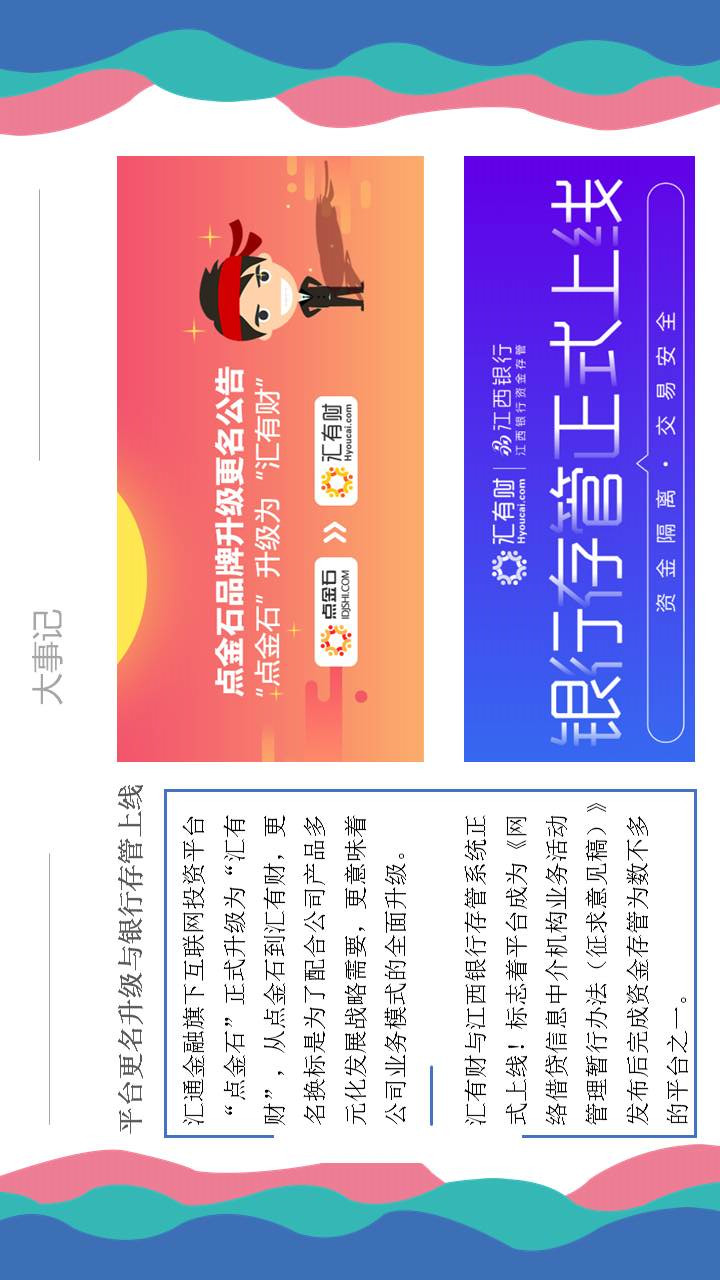 大事记
平台更名升级与银行存管上线
汇通金融旗下互联网投资平台
“点金石”正式升级为“汇有
财”，从点金石到汇有财，更
名换标是为了配合公司产品多
元化发展战略需要，更意味着
公司业务模式的全面升级。
汇有财与江西银行存管系统正
式上线！标志着平台成为《网
络借贷信息中介机构业务活动
管理暂行办法（征求意见稿）》
发布后完成资金存管为数不多
的平台之一。
点金石品牌升级更名公告
“点金石”升级为“汇有财”
点金石
IDJSHI.COM
汇有财
Hyoucai.com
汇有财
Hyoucai.com
江西银行
江西银行资金存管
银行存管正式上线
资金隔离·交易安全